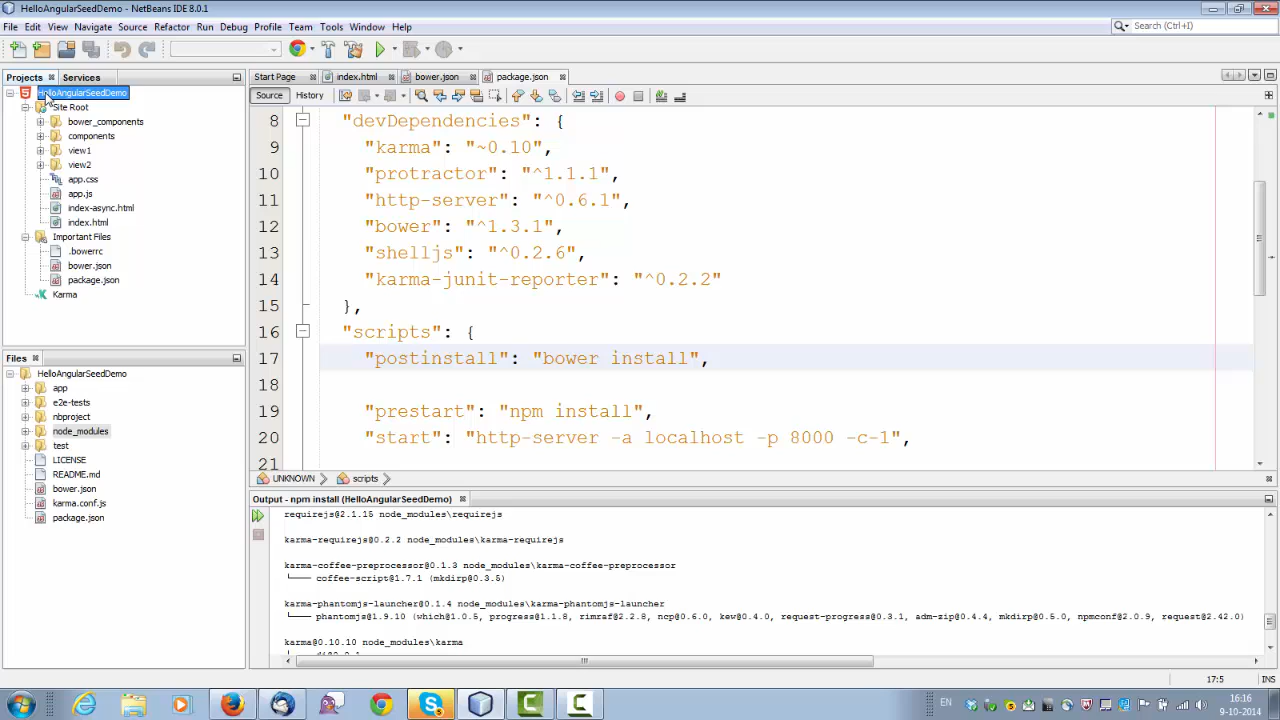 HelloAngularSeedDemo - NetBeans IDE 8.0.1
File Edit View Navigate Source Refactor Run Debug Profile Team Tools Window Help
Search (Ctrl+I)
Projects Services
Start Page index.html bower.json package.json
HelloAngularSeedDemo
Site Root
bower_components
components
view1
view2
app.css
app.js
index-async.html
index.html
Important Files
.bowerrc
bower.json
package.json
Karma
Source History
8 "devDependencies": {
9 "karma": "~0.10",
10 "protractor": "^1.1.1",
11 "http-server": "^0.6.1",
12 "bower": "^1.3.1",
13 "shelljs": "^0.2.6",
14 "karma-junit-reporter": "^0.2.2"
15 },
16 "scripts": {
17 "postinstall": "bower install",
18
19 "prestart": "npm install",
20 "start": "http-server -a localhost -p 8000 -c-1",
21
UNKNOWN scripts
Files
HelloAngularSeedDemo
app
e2e-tests
nbproject
node_modules
test
LICENSE
README.md
bower.json
karma.conf.js
package.json
Output - npm install (HelloAngularSeedDemo)
requirejs@2.1.15 node_modules\requirejs
karma-requirejs@0.2.2 node_modules\karma-requirejs
karma-coffee-preprocessor@0.1.3 node_modules\karma-coffee-preprocessor
└── coffee-script@1.7.1 (mkdirp@0.3.5)
karma-phantomjs-launcher@0.1.4 node_modules\karma-phantomjs-launcher
└── phantomjs@1.9.10 (which@1.0.5, progress@1.1.8, rimraf@2.2.8, ncp@0.6.0, kew@0.4.0, request-progress@0.3.1, adm-zip@0.4.4, mkdirp@0.5.0, npmconf@2.0.9, request@2.42.0)
karma@0.10.10 node_modules\karma
17:5 INS
EN
16:16
9-10-2014